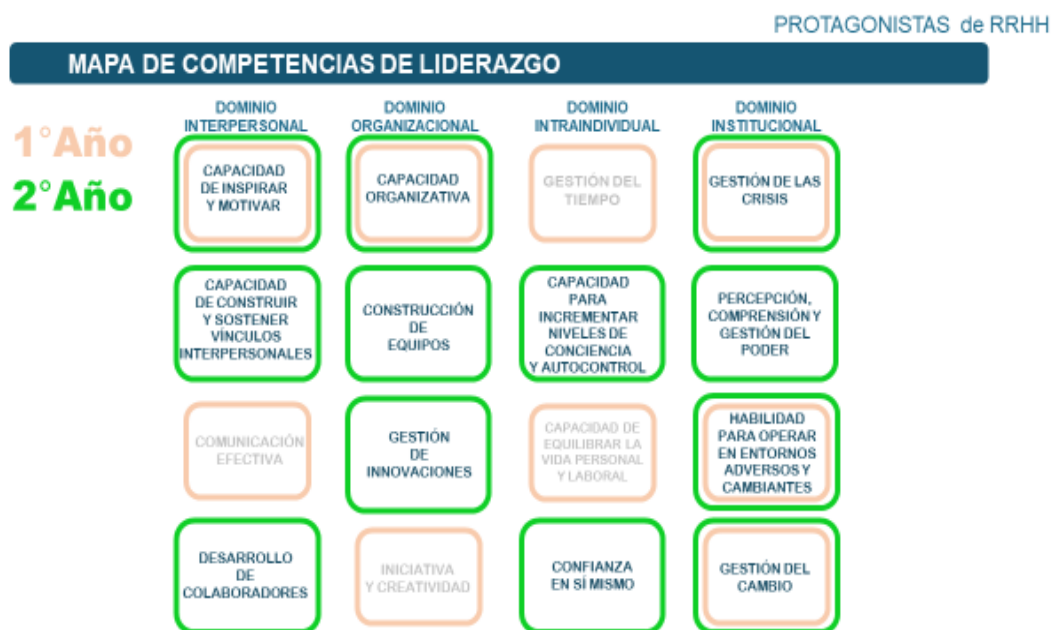 PROTAGONISTAS de RRHH
MAPA DE COMPETENCIAS DE LIDERAZGO
1°Año
2°Año
DOMINIO
INTERPERSONAL
DOMINIO
ORGANIZACIONAL
DOMINIO
INTRAINDIVIDUAL
DOMINIO
INSTITUCIONAL
CAPACIDAD
DE INSPIRAR
Y MOTIVAR
CAPACIDAD
ORGANIZATIVA
GESTIÓN DEL
TIEMPO
GESTIÓN DE LAS
CRISIS
CAPACIDAD
DE CONSTRUIR
Y SOSTENER
VÍNCULOS
INTERPERSONALES
CONSTRUCCIÓN
DE
EQUIPOS
CAPACIDAD
PARA
INCREMENTAR
NIVELES DE
CONCIENCIA
Y AUTOCONTROL
PERCEPCIÓN,
COMPRENSIÓN Y
GESTIÓN DEL
PODER
COMUNICACIÓN
EFECTIVA
GESTIÓN
DE
INNOVACIONES
CAPACIDAD DE
EQUILIBRAR LA
VIDA PERSONAL
Y LABORAL
HABILIDAD
PARA OPERAR
EN ENTORNOS
ADVERSOS Y
CAMBIANTES
DESARROLLO
DE
COLABORADORES
INICIATIVA
Y CREATIVIDAD
CONFIANZA
EN SÍ MISMO
GESTIÓN DEL
CAMBIO